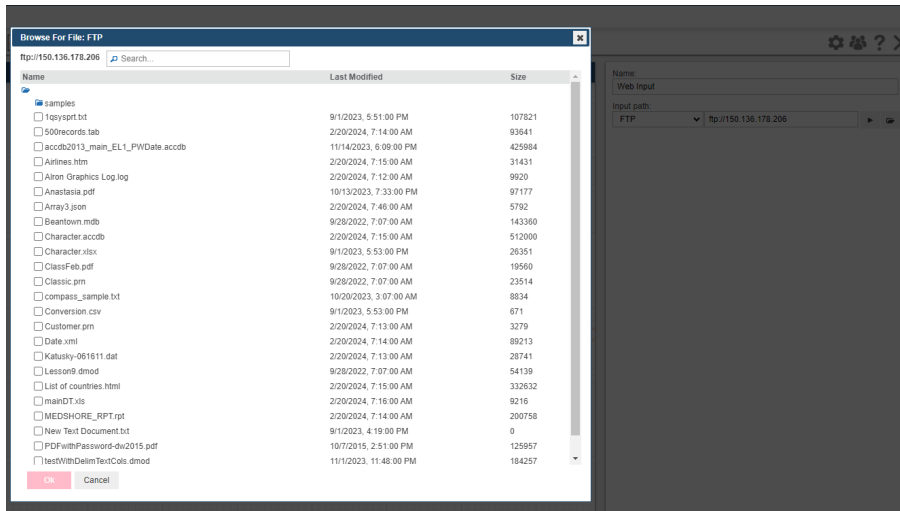 Browse For File: FTP
ftp://150.136.178.206 Search...
Name Last Modified Size
samples
1qsysprt.txt 9/1/2023, 5:51:00 PM 107821
500records.tab 2/20/2024, 7:14:00 AM 93641
accdb2013_main_EL1_PWDate.accdb 11/14/2023, 6:09:00 PM 425984
Airlines.htm 2/20/2024, 7:15:00 AM 31431
Alron Graphics Log.log 2/20/2024, 7:12:00 AM 9920
Anastasia.pdf 10/13/2023, 7:33:00 PM 97177
Array3.json 2/20/2024, 7:46:00 AM 5792
Beantown.mdb 9/28/2022, 7:07:00 AM 143360
Character.accdb 2/20/2024, 7:15:00 AM 512000
Character.xlsx 9/1/2023, 5:53:00 PM 26351
ClassFeb.pdf 9/28/2022, 7:07:00 AM 19560
Classic.prn 9/28/2022, 7:07:00 AM 23514
compass_sample.txt 10/20/2023, 3:07:00 AM 8834
Conversion.csv 9/1/2023, 5:53:00 PM 671
Customer.prn 2/20/2024, 7:13:00 AM 3279
Date.xml 2/20/2024, 7:14:00 AM 89213
Katusky-061611.dat 2/20/2024, 7:13:00 AM 28741
Lesson9.dmod 9/28/2022, 7:07:00 AM 54139
List of countries.html 2/20/2024, 7:15:00 AM 332632
mainDT.xls 2/20/2024, 7:16:00 AM 9216
MEDSHORE_RPT.rpt 2/20/2024, 7:14:00 AM 200758
New Text Document.txt 9/1/2023, 4:19:00 PM 0
PDFwithPassword-dw2015.pdf 10/7/2015, 2:51:00 PM 125957
testWithDelimTextCols.dmod 11/1/2023, 11:48:00 PM 184257
Ok Cancel
Name:
Web Input
Input path:
FTP ftp://150.136.178.206